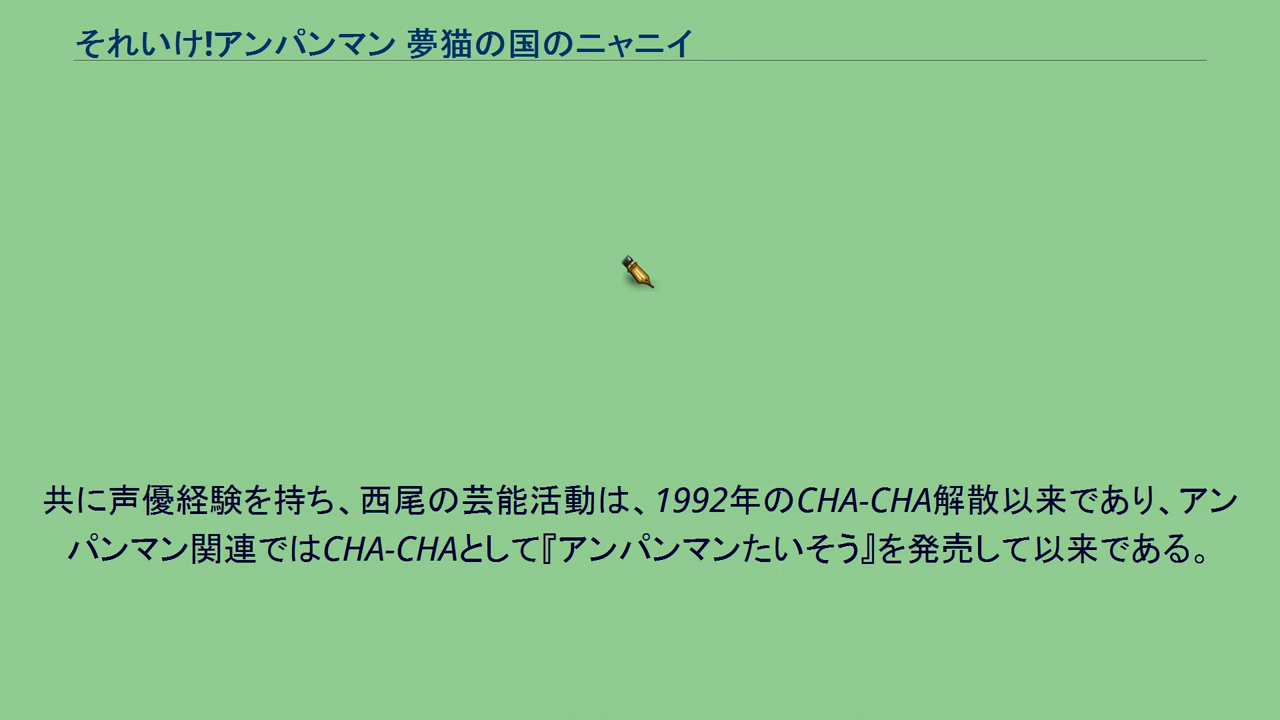 それいけ!アンパンマン 夢猫の国のニャニイ
共に声優経験を持ち、西尾の芸能活動は、1992年のCHA-CHA解散以来であり、アン
パンマン関連ではCHA-CHAとして『アンパンマンたいそう』を発売して以来である。